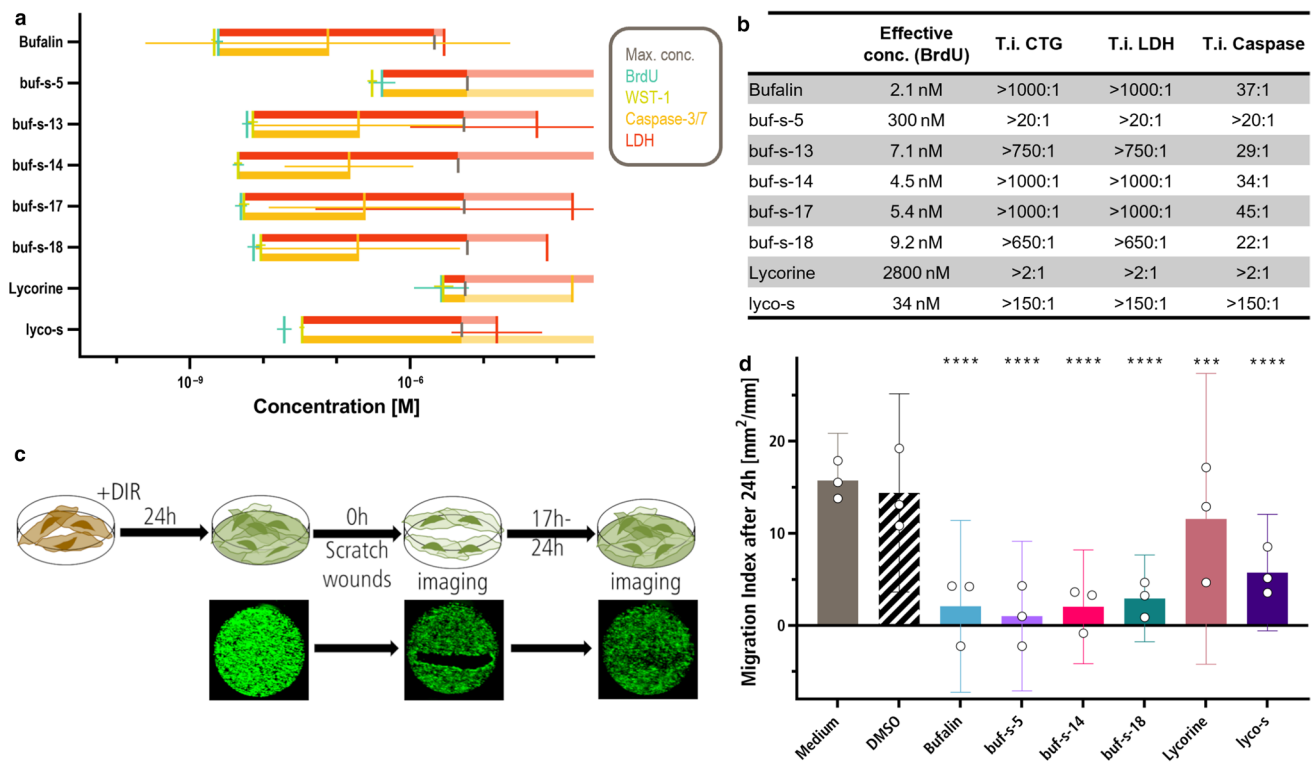 a
Bufalin
buf-s-5
buf-s-13
buf-s-14
buf-s-17
buf-s-18
Lycorine
lyco-s
10⁻⁹
10⁻⁶
Concentration [M]
Max. conc.
BrdU
WST-1
Caspase-3/7
LDH
b
Effective conc. (BrdU) T.i. CTG T.i. LDH T.i. Caspase
Bufalin 2.1 nM >1000:1 >1000:1 37:1
buf-s-5 300 nM >20:1 >20:1 >20:1
buf-s-13 7.1 nM >750:1 >750:1 29:1
buf-s-14 4.5 nM >1000:1 >1000:1 34:1
buf-s-17 5.4 nM >1000:1 >1000:1 45:1
buf-s-18 9.2 nM >650:1 >650:1 22:1
Lycorine 2800 nM >2:1 >2:1 >2:1
lyco-s 34 nM >150:1 >150:1 >150:1
c
+DIR
24h
0h
Scratch
wounds
imaging
17h-
24h
imaging
d
Migration Index after 24h [mm²/mm]
20
10
0
**** **** **** **** *** ****
Medium
DMSO
Bufalin
buf-s-5
buf-s-14
buf-s-18
Lycorine
lyco-s